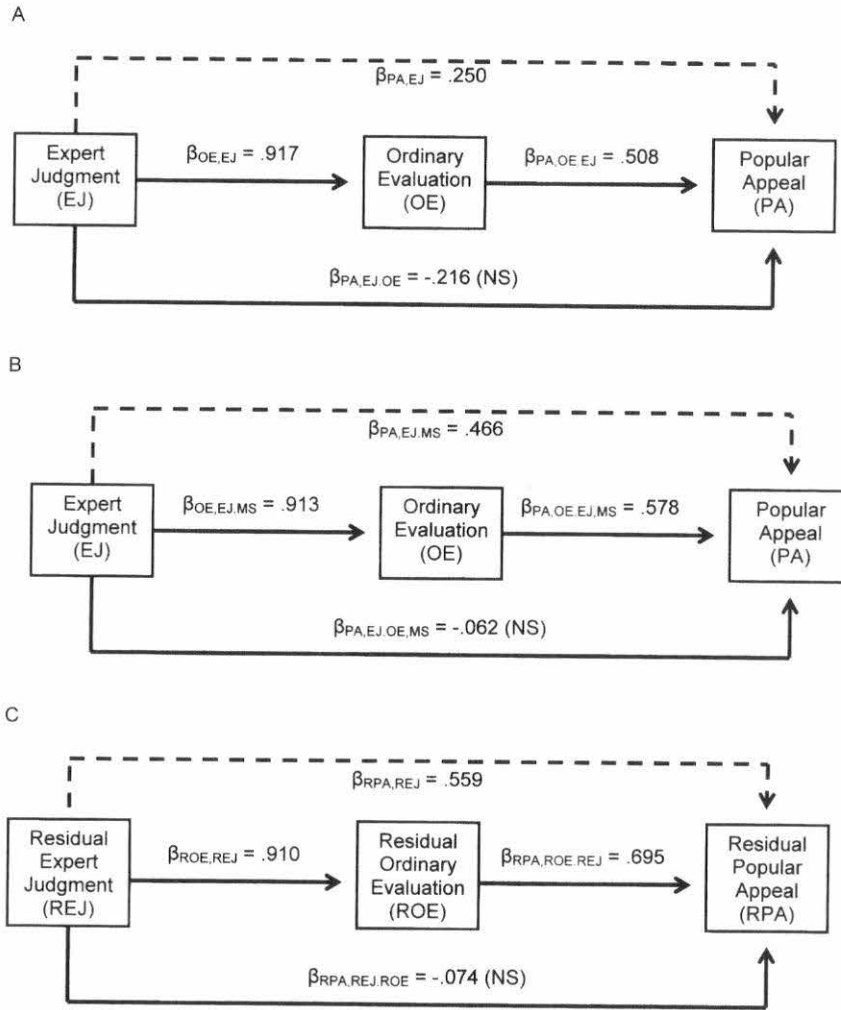 A
βPA,EJ = .250
Expert
Judgment
(EJ)
βOE,EJ = .917
Ordinary
Evaluation
(OE)
βPA,OE.EJ = .508
Popular
Appeal
(PA)
βPA,EJ.OE = -.216 (NS)
B
βPA,EJ.MS = .466
Expert
Judgment
(EJ)
βOE,EJ.MS = .913
Ordinary
Evaluation
(OE)
βPA,OE.EJ,MS = .578
Popular
Appeal
(PA)
βPA,EJ.OE,MS = -.062 (NS)
C
βRPA,REJ = .559
Residual
Expert
Judgment
(REJ)
βROE,REJ = .910
Residual
Ordinary
Evaluation
(ROE)
βRPA,ROE.REJ = .695
Residual
Popular
Appeal
(RPA)
βRPA,REJ.ROE = -.074 (NS)